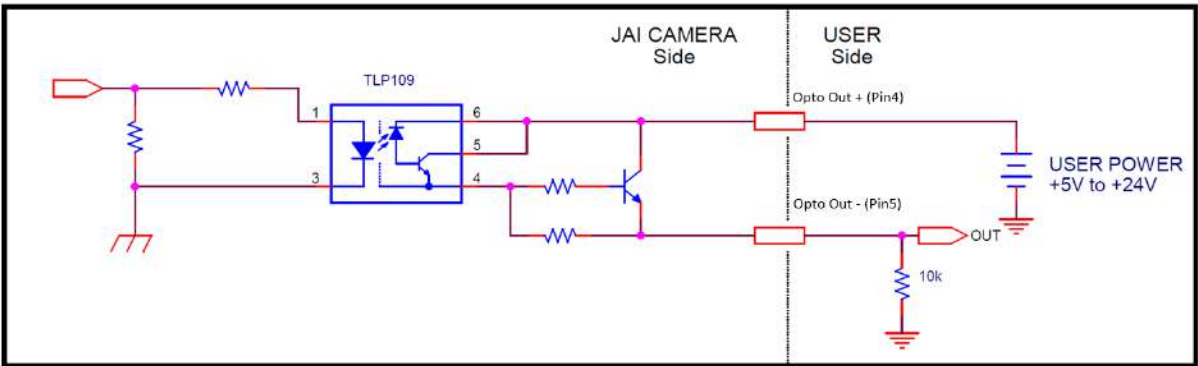 JAI CAMERA
Side
USER
Side
TLP109
Opto Out + (Pin4)
1
6
5
3
4
USER POWER
+5V to +24V
Opto Out - (Pin5)
OUT
10k